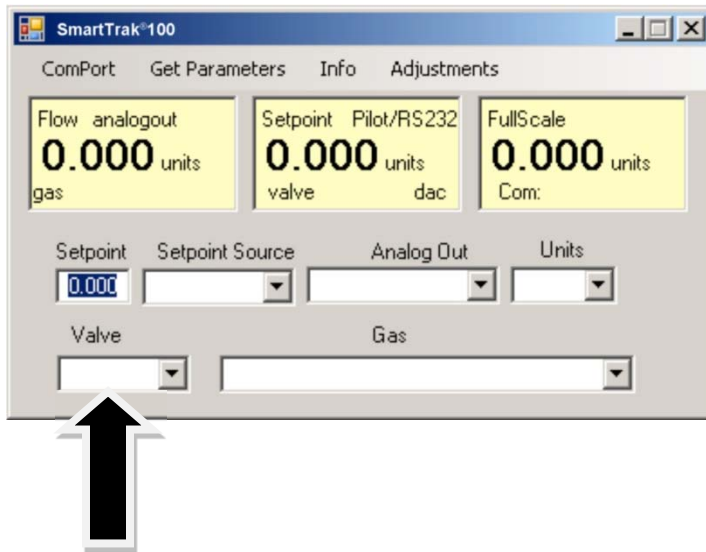 SmartTrak®100
ComPort Get Parameters Info Adjustments
Flow analogout
0.000 units
gas
Setpoint Pilot/RS232
0.000 units
valve dac
FullScale
0.000 units
Com:
Setpoint Setpoint Source Analog Out Units
0.000
Valve Gas